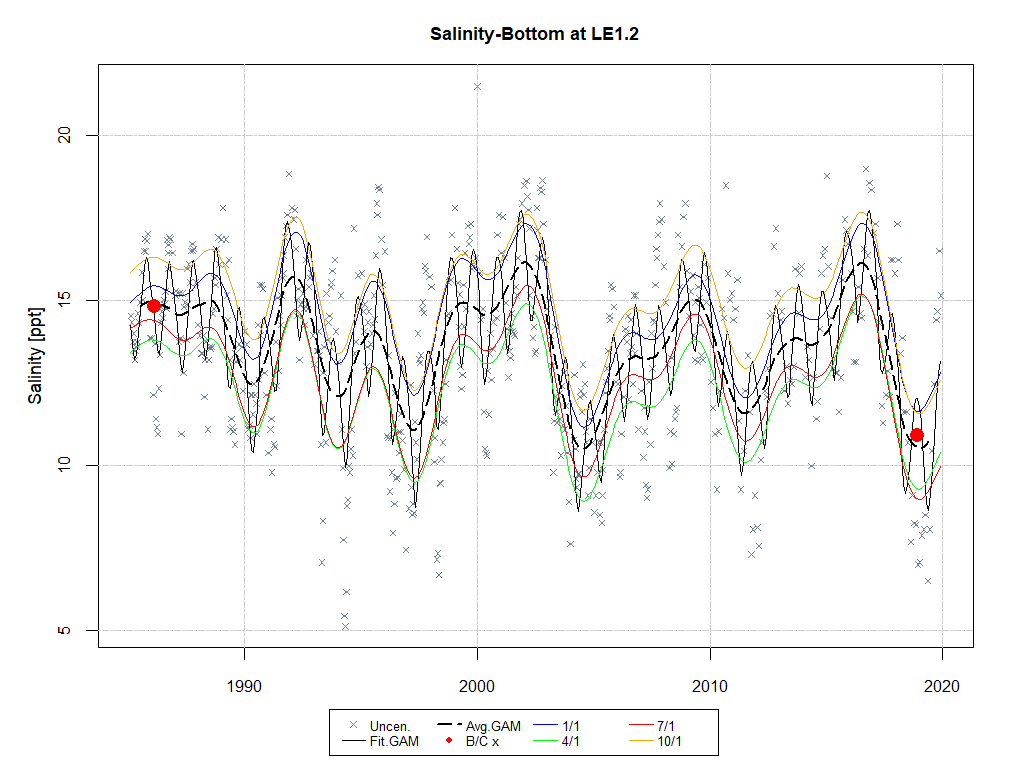 Salinity-Bottom at LE1.2
Salinity [ppt]
20
15
10
5
1990 2000 2010 2020
Uncen. Avg.GAM 1/1 7/1
Fit.GAM B/C x 4/1 10/1